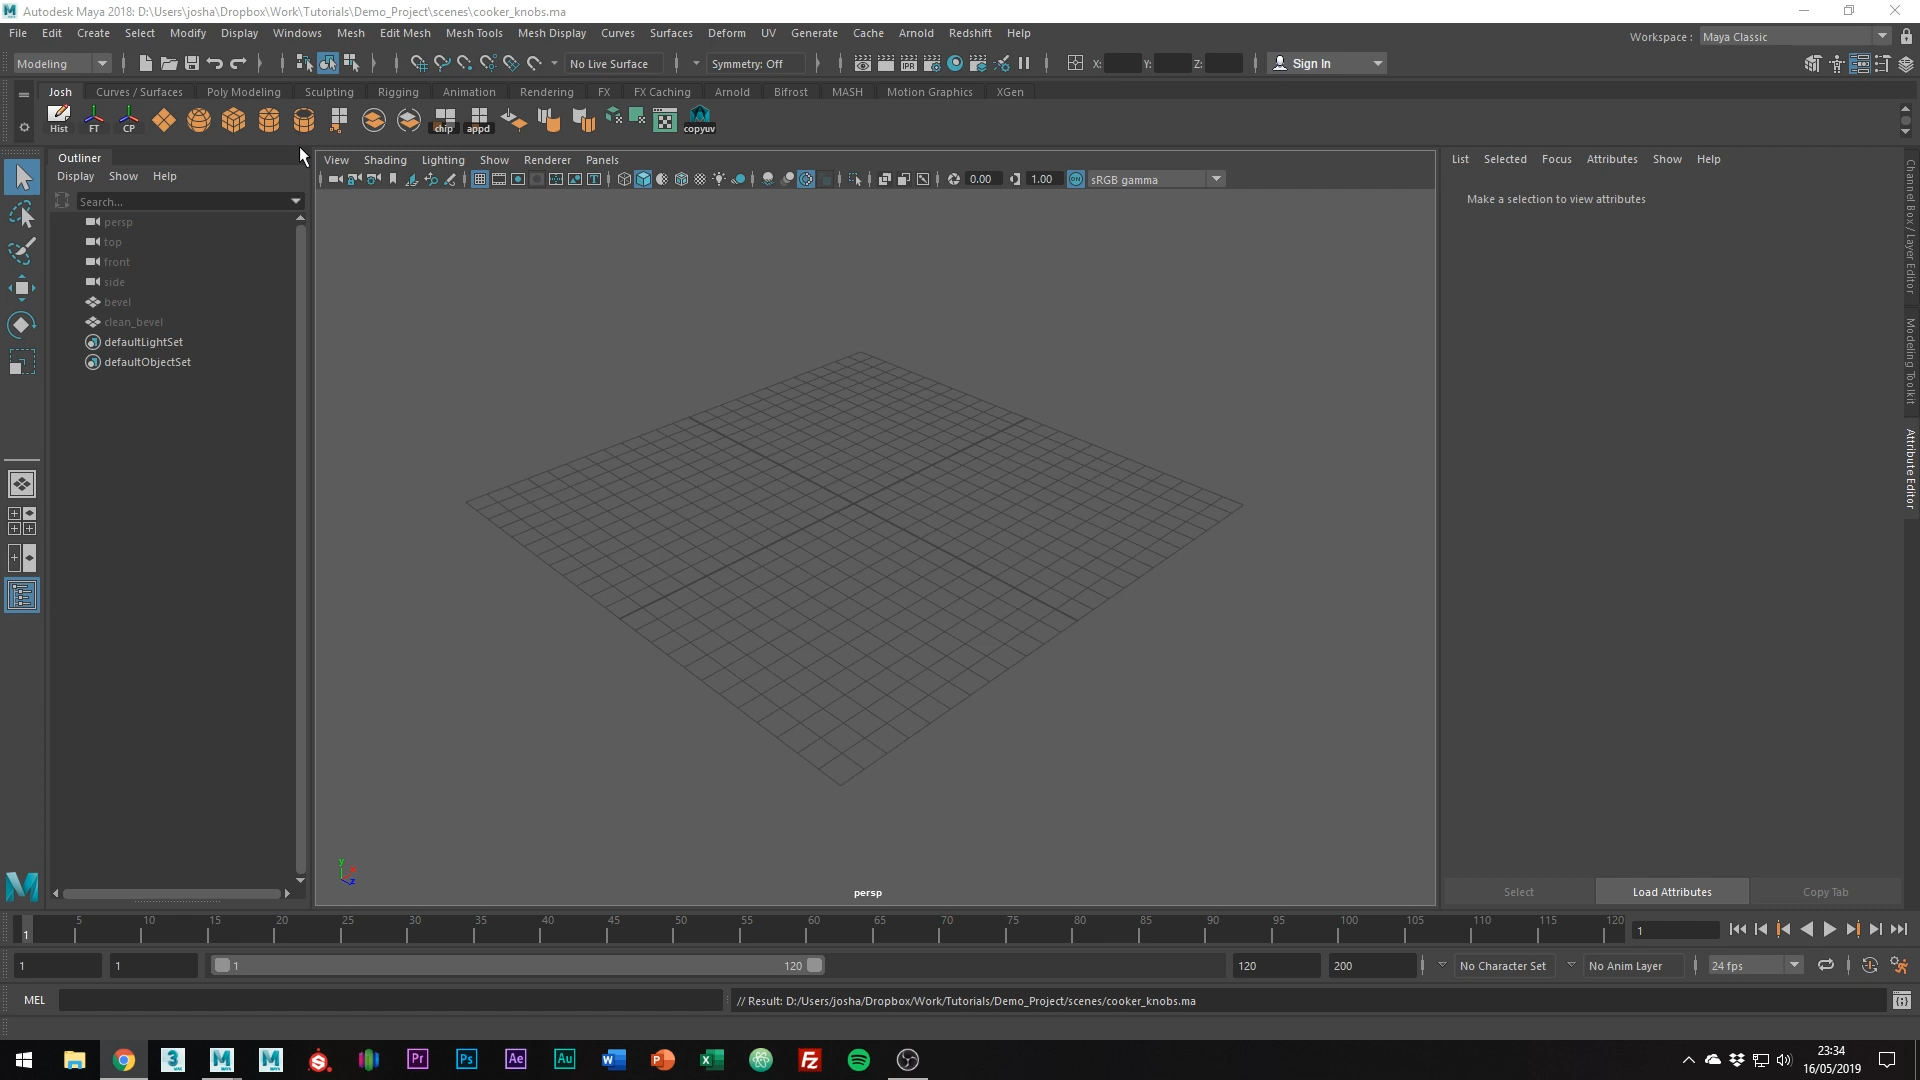 Autodesk Maya 2018: D:\Users\josha\Dropbox\Work\Tutorials\Demo_Project\scenes\cooker_knobs.ma
File Edit Create Select Modify Display Windows Mesh Edit Mesh Mesh Tools Mesh Display Curves Surfaces Deform UV Generate Cache Arnold Redshift Help
Workspace : Maya Classic
Modeling No Live Surface Symmetry: Off IPR X: Y: Z: Sign In
Josh Curves / Surfaces Poly Modeling Sculpting Rigging Animation Rendering FX FX Caching Arnold Bifrost MASH Motion Graphics XGen
Hist FT CP chip appd copyuv
Outliner
Display Show Help
Search...
persp
top
front
side
bevel
clean_bevel
defaultLightSet
defaultObjectSet
View Shading Lighting Show Renderer Panels
0.00 1.00 ON sRGB gamma
y
z
persp
List Selected Focus Attributes Show Help
Make a selection to view attributes
Channel Box / Layer Editor
Modeling Toolkit
Attribute Editor
Select Load Attributes Copy Tab
1 5 10 15 20 25 30 35 40 45 50 55 60 65 70 75 80 85 90 95 100 105 110 115 120 1
1 1 1 120 120 200 No Character Set No Anim Layer 24 fps
MEL // Result: D:/Users/josha/Dropbox/Work/Tutorials/Demo_Project/scenes/cooker_knobs.ma
3 M M S Pr Ps Ae Au W P X Fz
23:34
16/05/2019